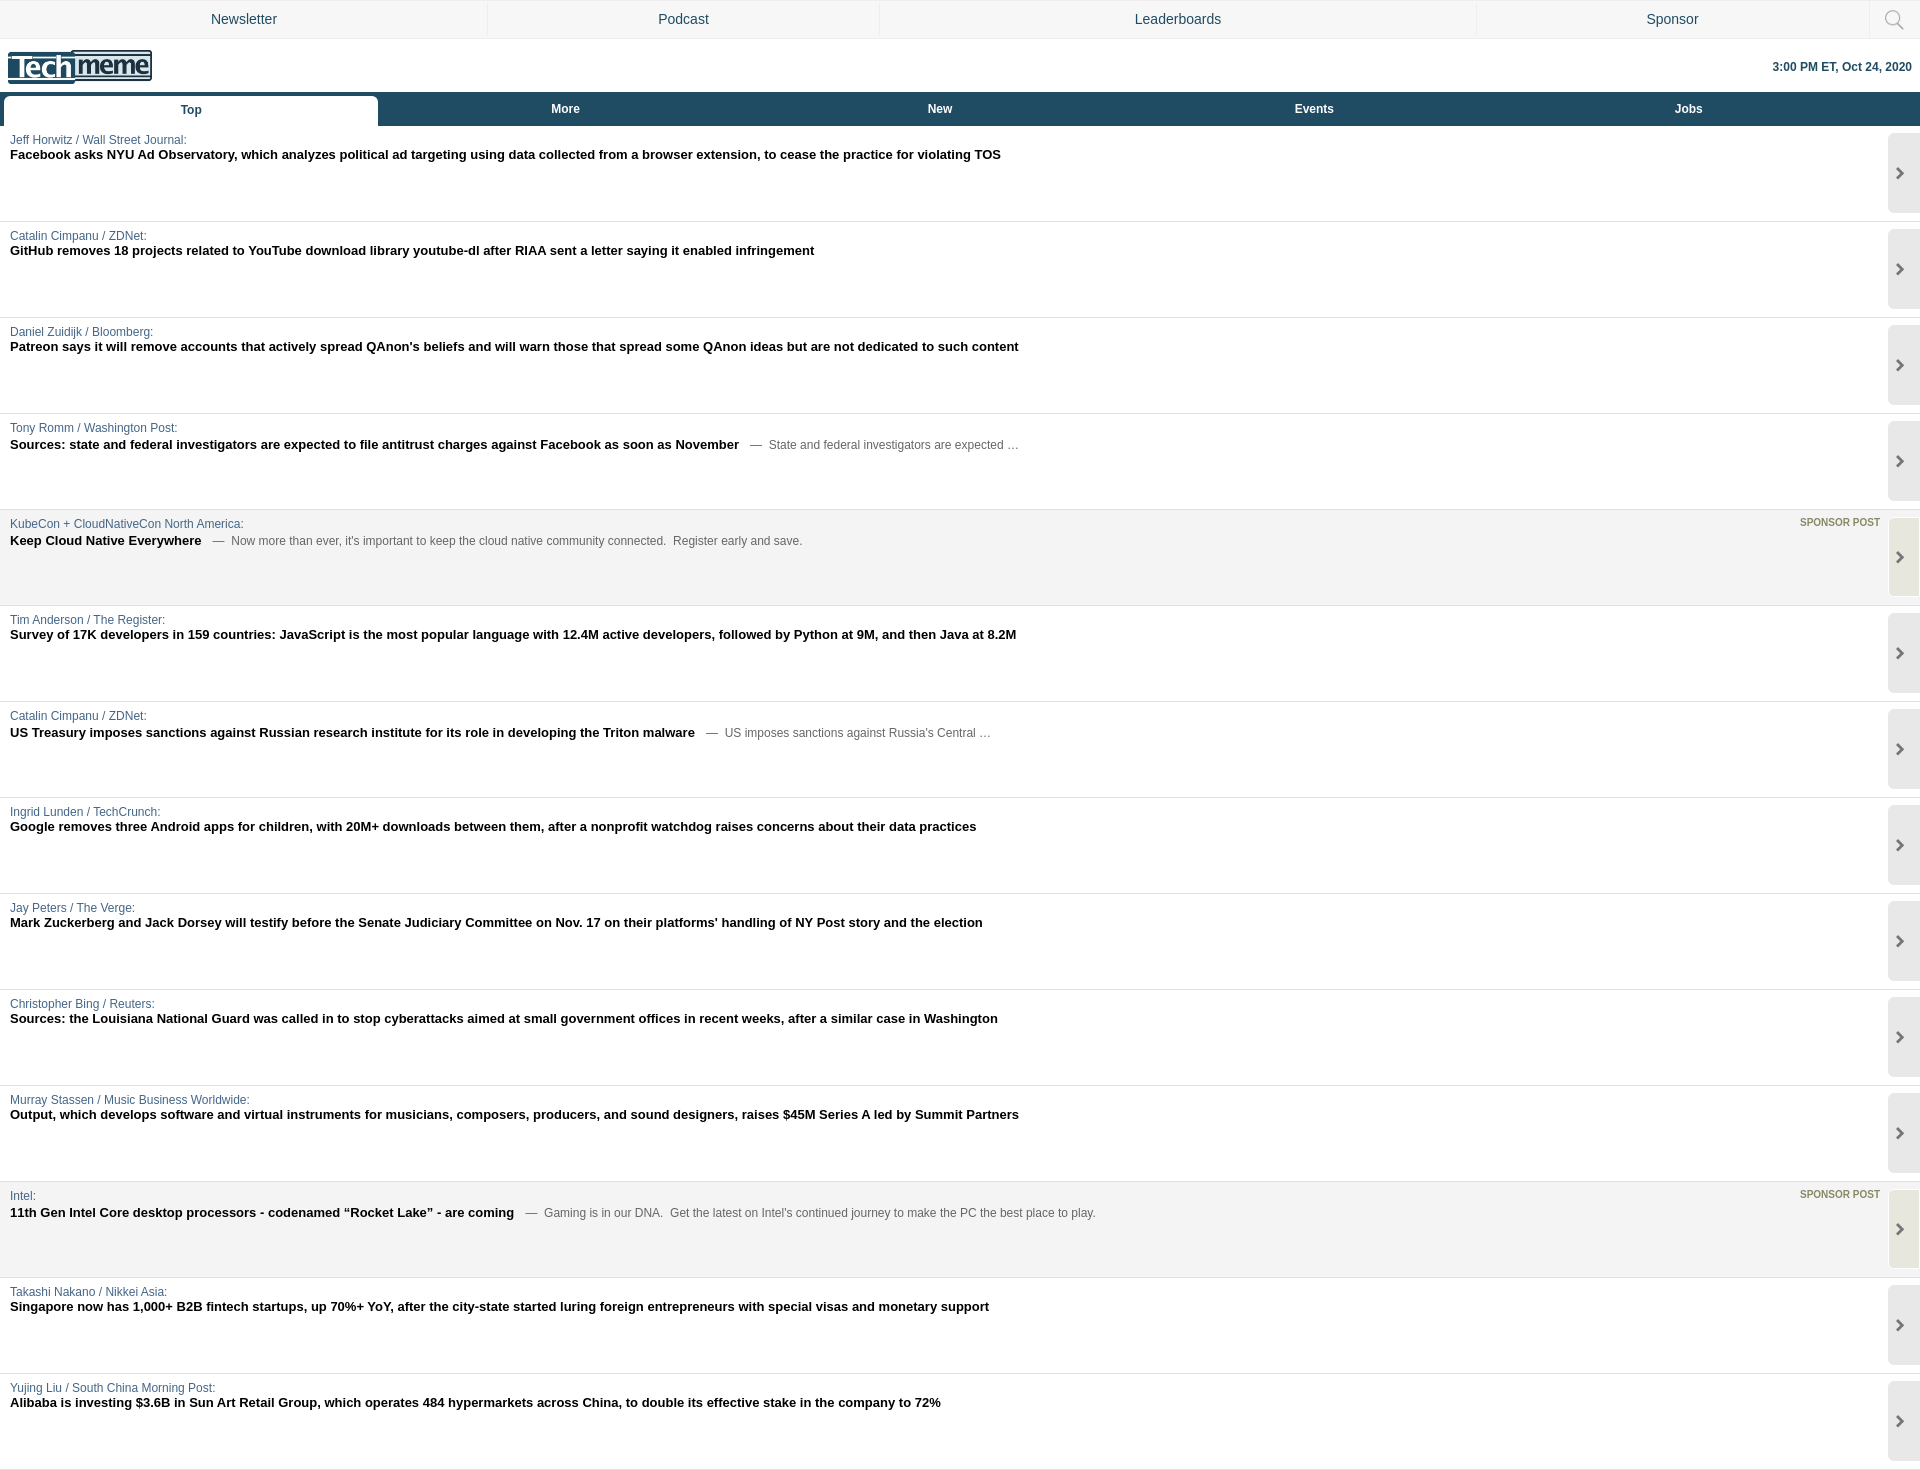 Newsletter
Podcast
Leaderboards
Sponsor
Techmeme
3:00 PM ET, Oct 24, 2020
Top
More
New
Events
Jobs
Jeff Horwitz / Wall Street Journal:
Facebook asks NYU Ad Observatory, which analyzes political ad targeting using data collected from a browser extension, to cease the practice for violating TOS
Catalin Cimpanu / ZDNet:
GitHub removes 18 projects related to YouTube download library youtube-dl after RIAA sent a letter saying it enabled infringement
Daniel Zuidijk / Bloomberg:
Patreon says it will remove accounts that actively spread QAnon's beliefs and will warn those that spread some QAnon ideas but are not dedicated to such content
Tony Romm / Washington Post:
Sources: state and federal investigators are expected to file antitrust charges against Facebook as soon as November — State and federal investigators are expected …
KubeCon + CloudNativeCon North America:
SPONSOR POST
Keep Cloud Native Everywhere — Now more than ever, it's important to keep the cloud native community connected. Register early and save.
Tim Anderson / The Register:
Survey of 17K developers in 159 countries: JavaScript is the most popular language with 12.4M active developers, followed by Python at 9M, and then Java at 8.2M
Catalin Cimpanu / ZDNet:
US Treasury imposes sanctions against Russian research institute for its role in developing the Triton malware — US imposes sanctions against Russia's Central …
Ingrid Lunden / TechCrunch:
Google removes three Android apps for children, with 20M+ downloads between them, after a nonprofit watchdog raises concerns about their data practices
Jay Peters / The Verge:
Mark Zuckerberg and Jack Dorsey will testify before the Senate Judiciary Committee on Nov. 17 on their platforms' handling of NY Post story and the election
Christopher Bing / Reuters:
Sources: the Louisiana National Guard was called in to stop cyberattacks aimed at small government offices in recent weeks, after a similar case in Washington
Murray Stassen / Music Business Worldwide:
Output, which develops software and virtual instruments for musicians, composers, producers, and sound designers, raises $45M Series A led by Summit Partners
Intel:
SPONSOR POST
11th Gen Intel Core desktop processors - codenamed “Rocket Lake” - are coming — Gaming is in our DNA. Get the latest on Intel's continued journey to make the PC the best place to play.
Takashi Nakano / Nikkei Asia:
Singapore now has 1,000+ B2B fintech startups, up 70%+ YoY, after the city-state started luring foreign entrepreneurs with special visas and monetary support
Yujing Liu / South China Morning Post:
Alibaba is investing $3.6B in Sun Art Retail Group, which operates 484 hypermarkets across China, to double its effective stake in the company to 72%